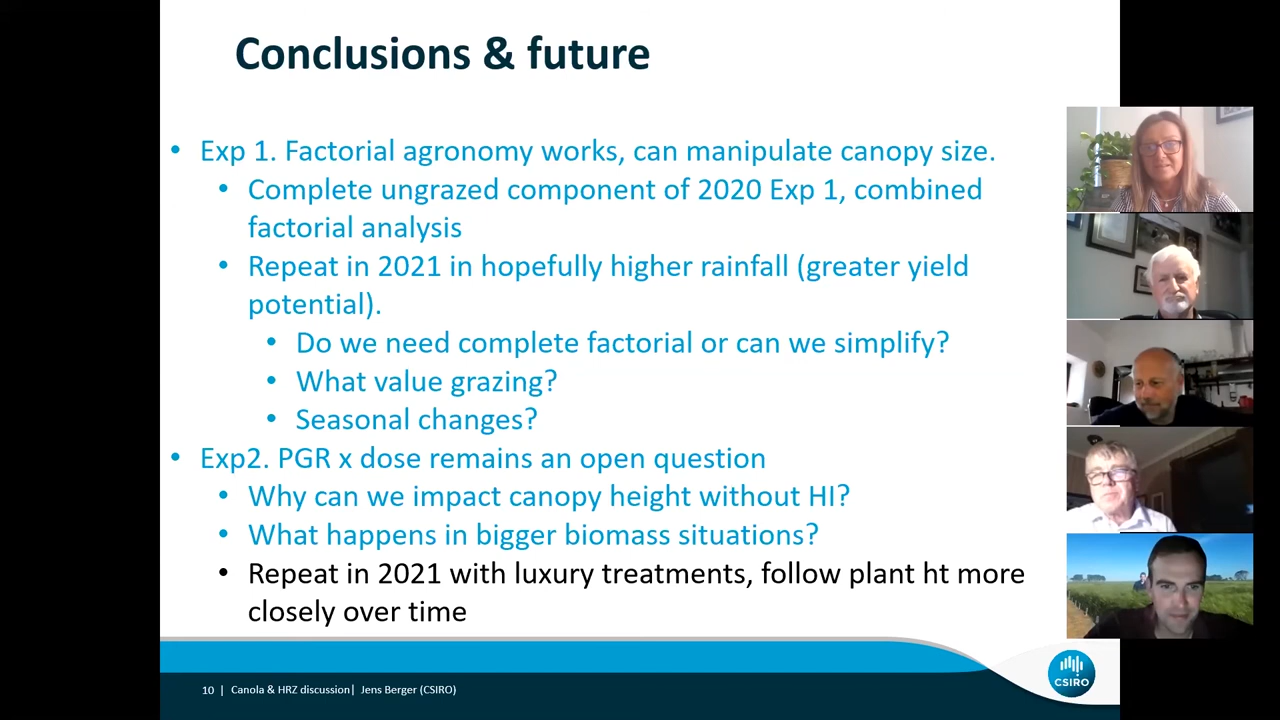 Conclusions & future
• Exp 1. Factorial agronomy works, can manipulate canopy size.
• Complete ungrazed component of 2020 Exp 1, combined
factorial analysis
• Repeat in 2021 in hopefully higher rainfall (greater yield
potential).
• Do we need complete factorial or can we simplify?
• What value grazing?
• Seasonal changes?
• Exp2. PGR x dose remains an open question
• Why can we impact canopy height without HI?
• What happens in bigger biomass situations?
• Repeat in 2021 with luxury treatments, follow plant ht more
closely over time
10 | Canola & HRZ discussion| Jens Berger (CSIRO)
CSIRO